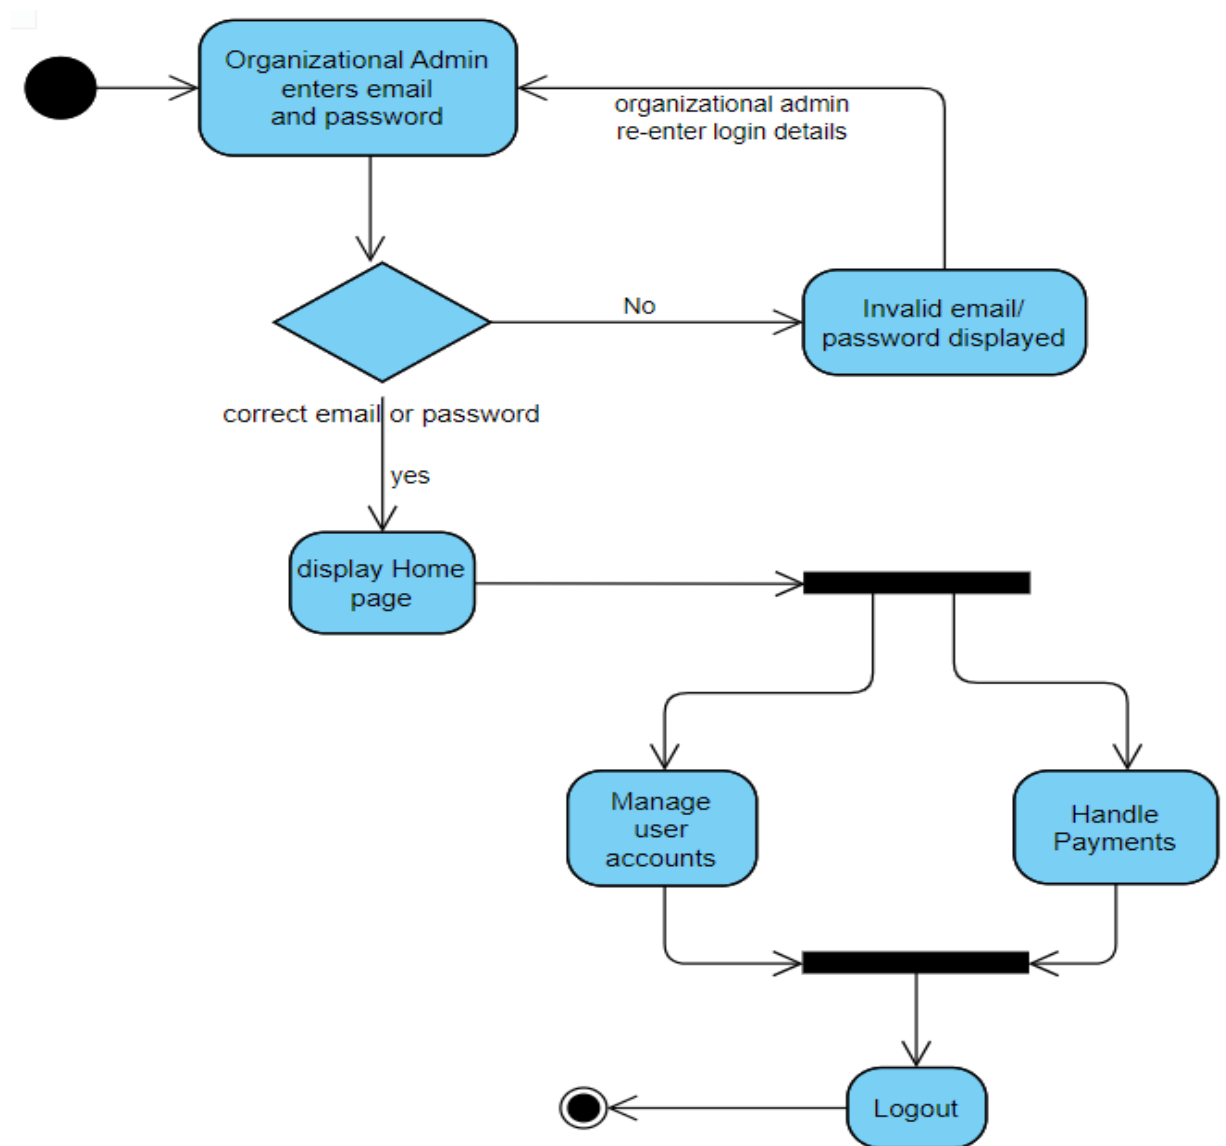 Organizational Admin
enters email
and password
organizational admin
re-enter login details
No
Invalid email/
password displayed
correct email or password
yes
display Home
page
Manage
user
accounts
Handle
Payments
Logout